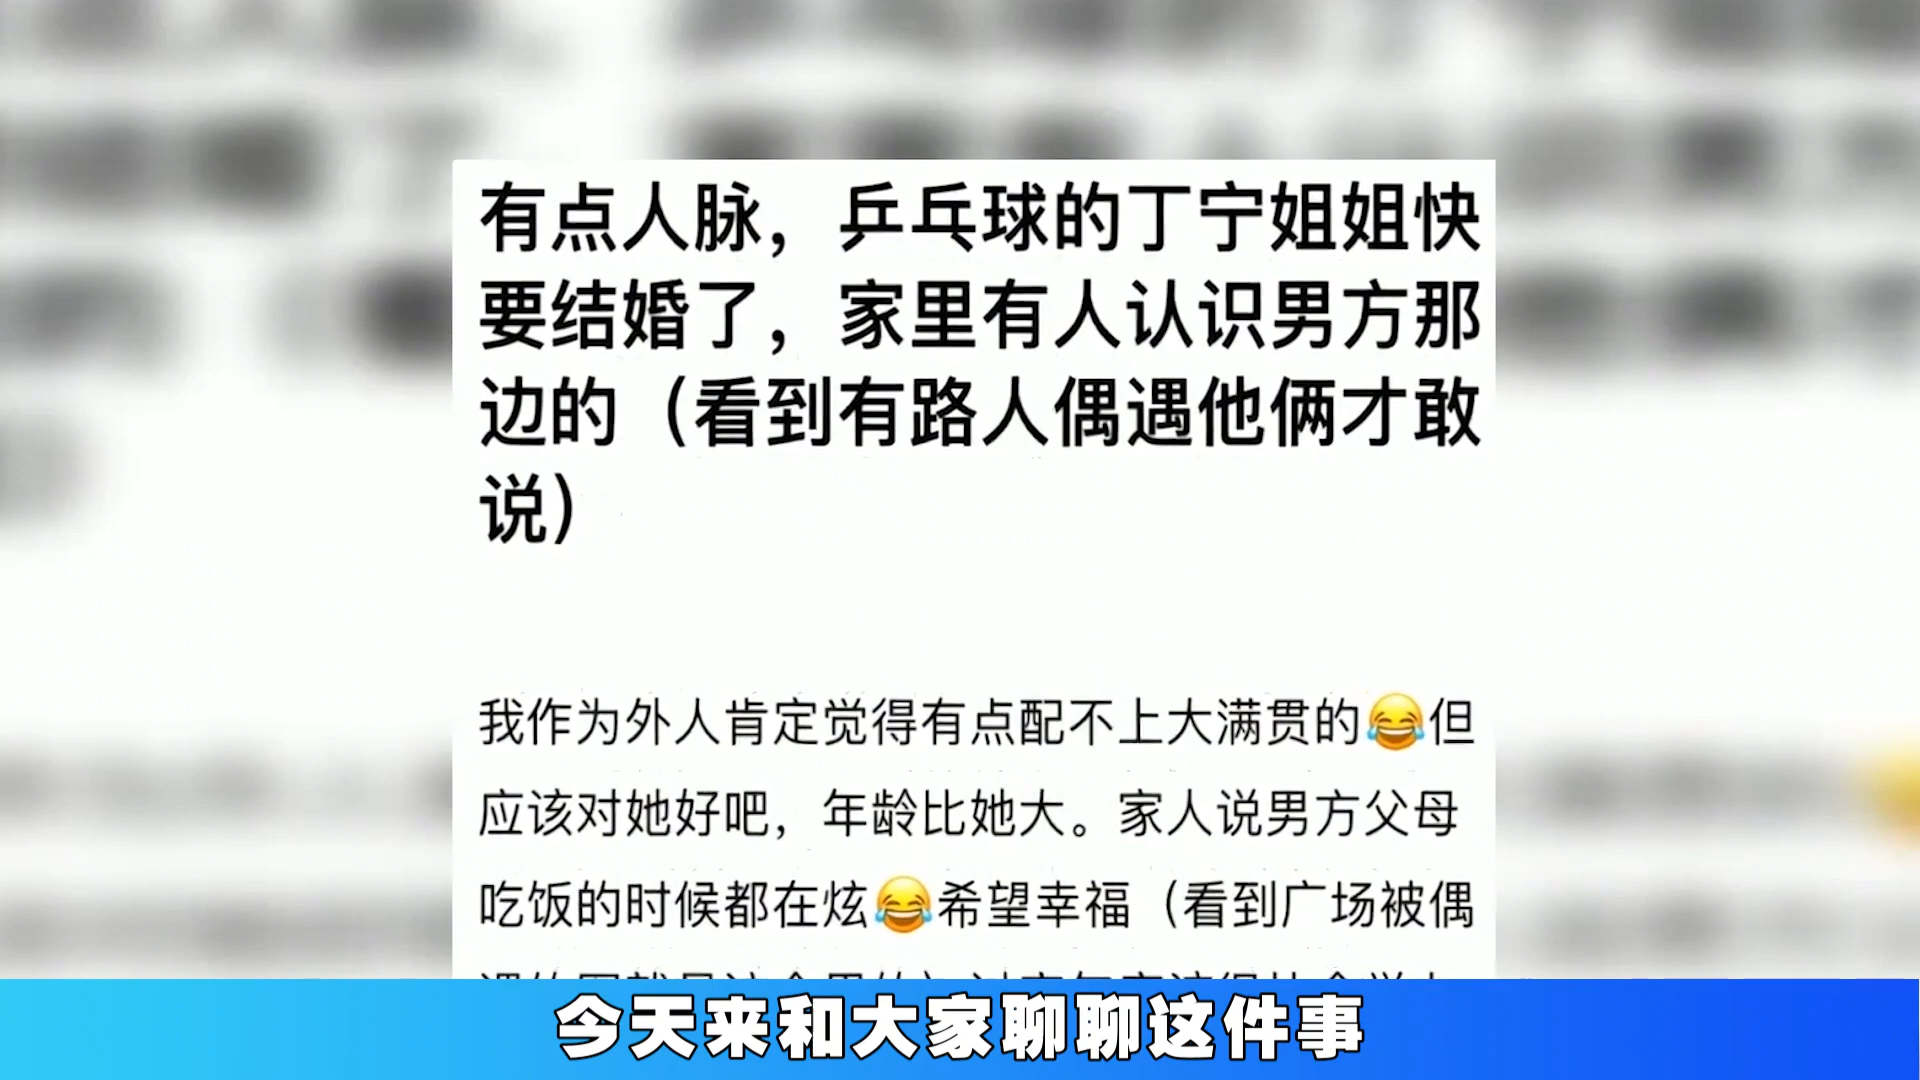 有点人脉，乒乓球的丁宁姐姐快
要结婚了，家里有人认识男方那
边的（看到有路人偶遇他俩才敢
说）
我作为外人肯定觉得有点配不上大满贯的😂但
应该对她好吧，年龄比她大。家人说男方父母
吃饭的时候都在炫😂希望幸福（看到广场被偶
今天来和大家聊聊这件事